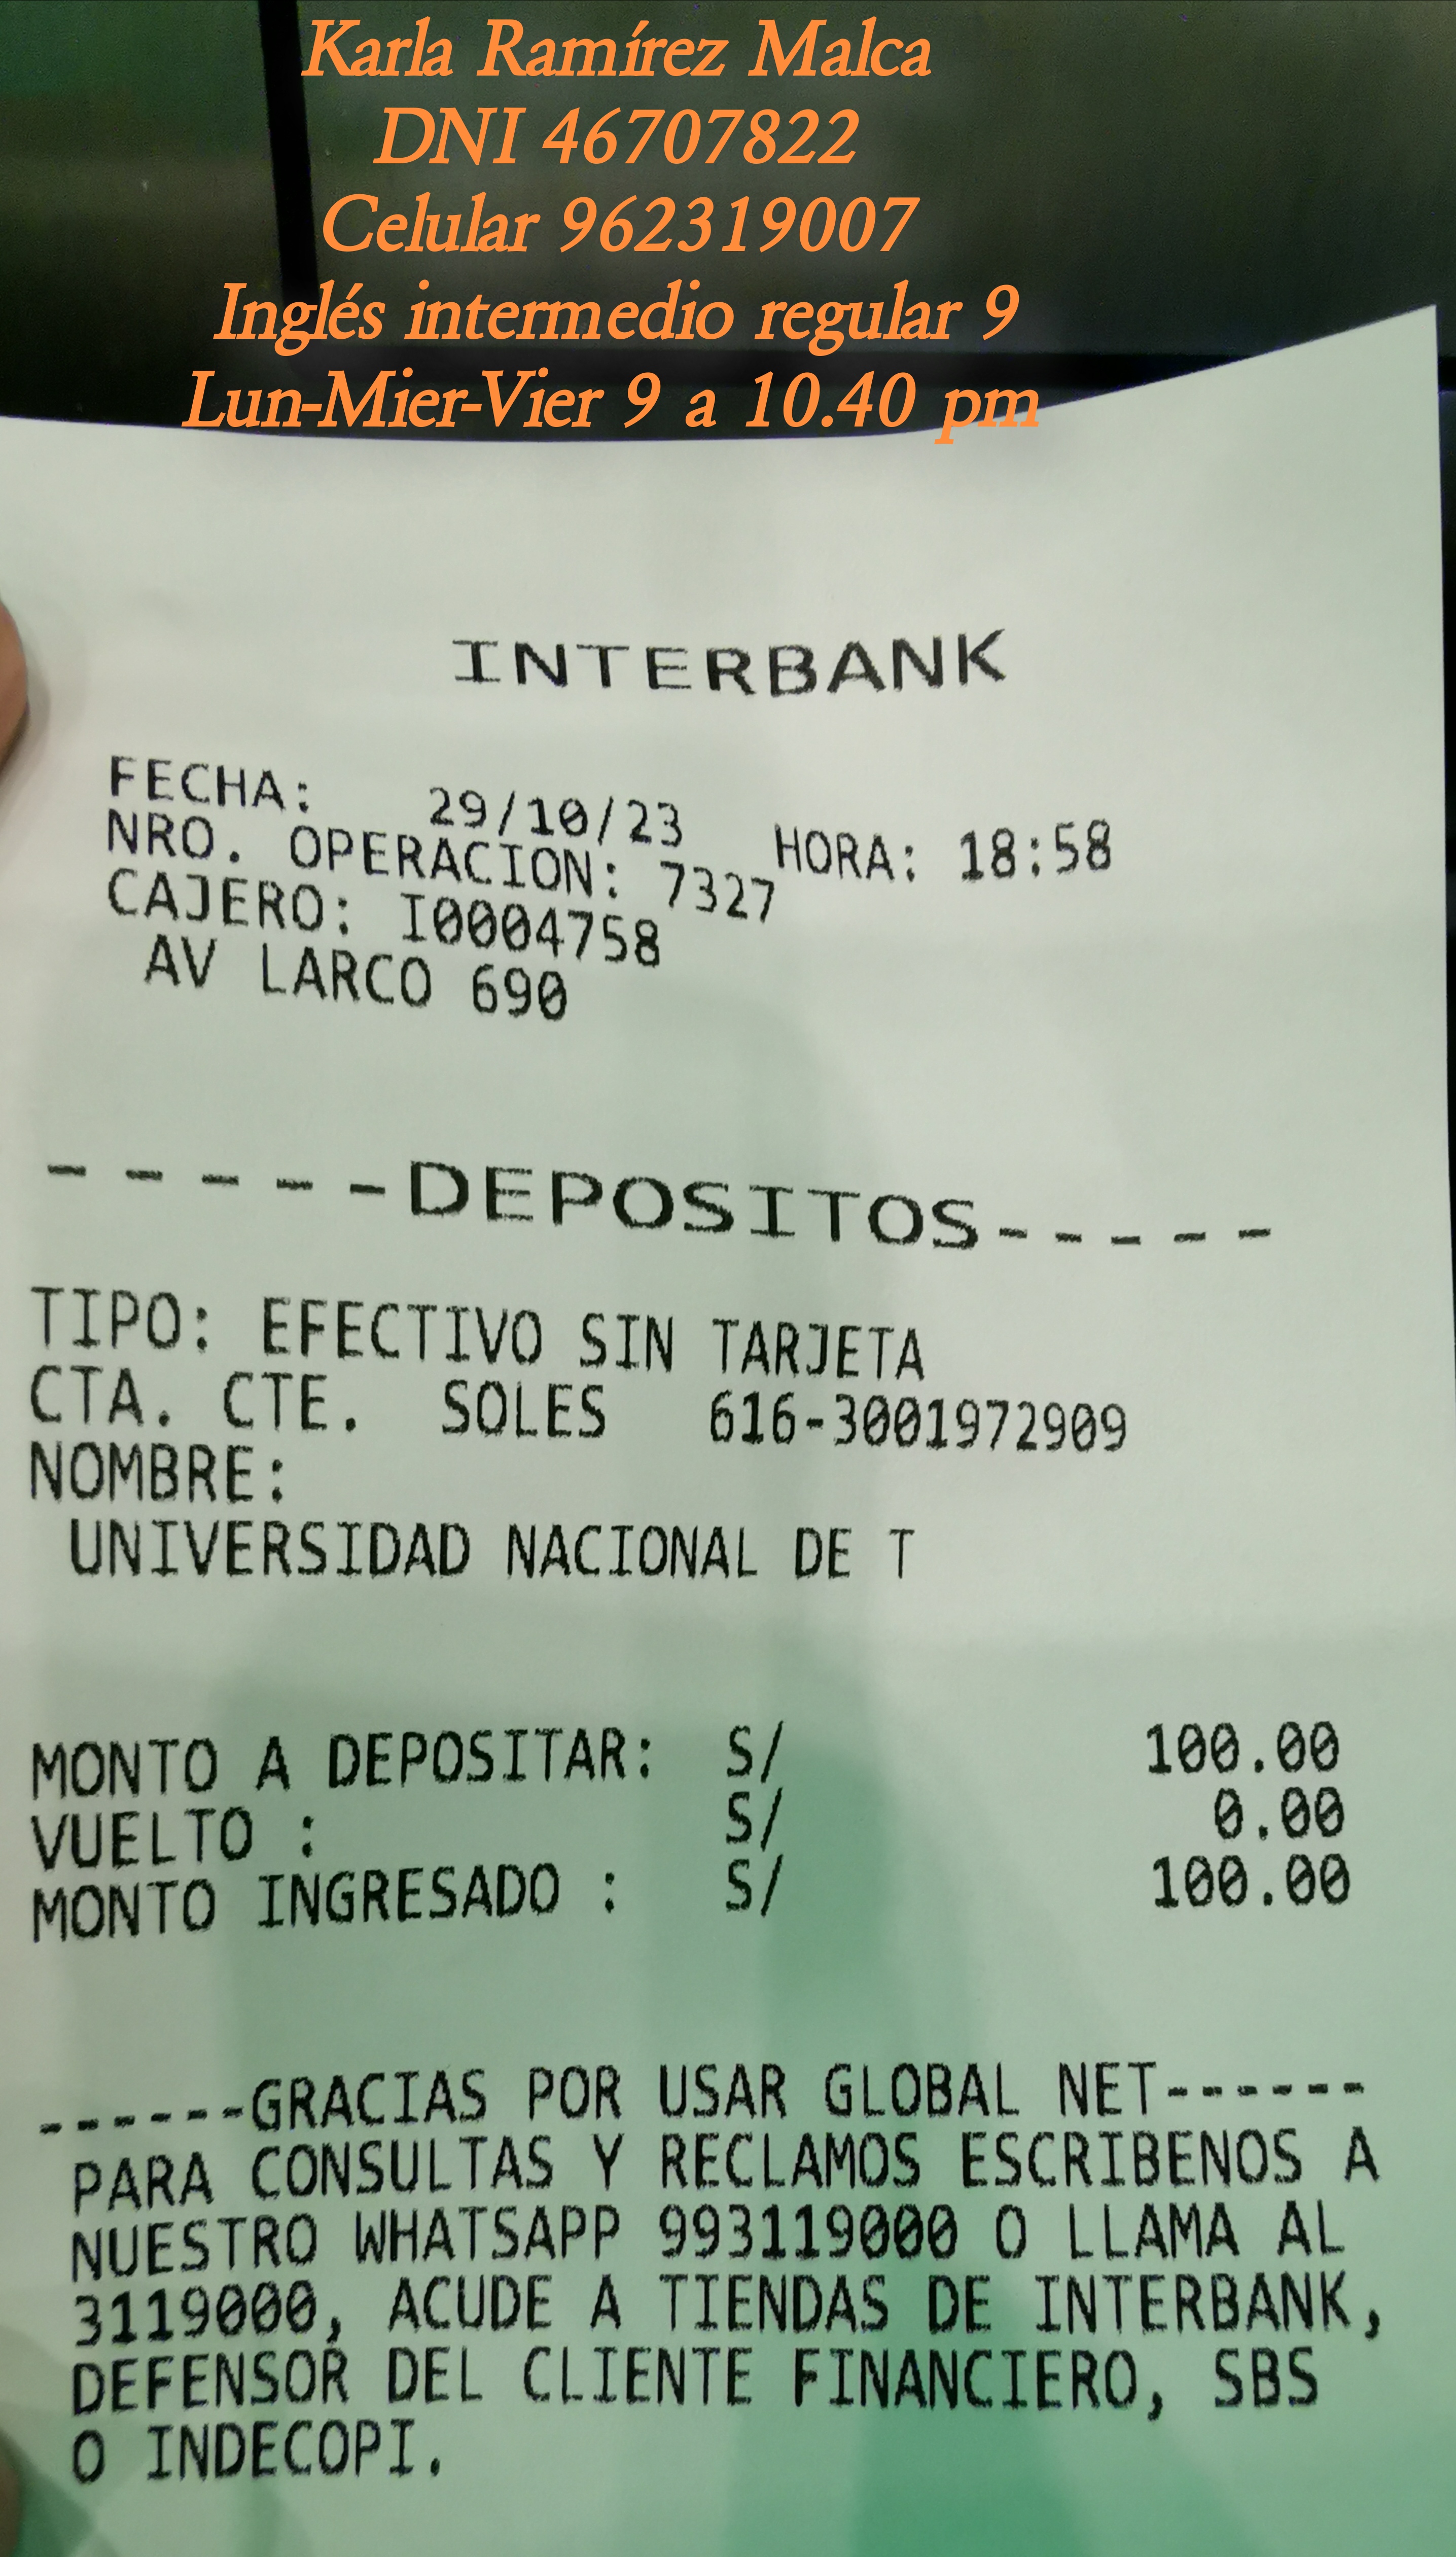 Karla Ramírez Malca
DNI 46707822
Celular 962319007
Inglés intermedio regular 9
Lun-Mier-Vier 9 a 10.40 pm
INTERBANK
FECHA: 29/10/23 HORA: 18:58
NRO. OPERACION: 7327
CAJERO: I0004758
AV LARCO 690
-----DEPOSITOS-----
TIPO: EFECTIVO SIN TARJETA
CTA. CTE. SOLES 616-3001972909
NOMBRE:
UNIVERSIDAD NACIONAL DE T
MONTO A DEPOSITAR: S/ 100.00
VUELTO : S/ 0.00
MONTO INGRESADO : S/ 100.00
------GRACIAS POR USAR GLOBAL NET------
PARA CONSULTAS Y RECLAMOS ESCRIBENOS A
NUESTRO WHATSAPP 993119000 O LLAMA AL
3119000, ACUDE A TIENDAS DE INTERBANK,
DEFENSOR DEL CLIENTE FINANCIERO, SBS
O INDECOPI.